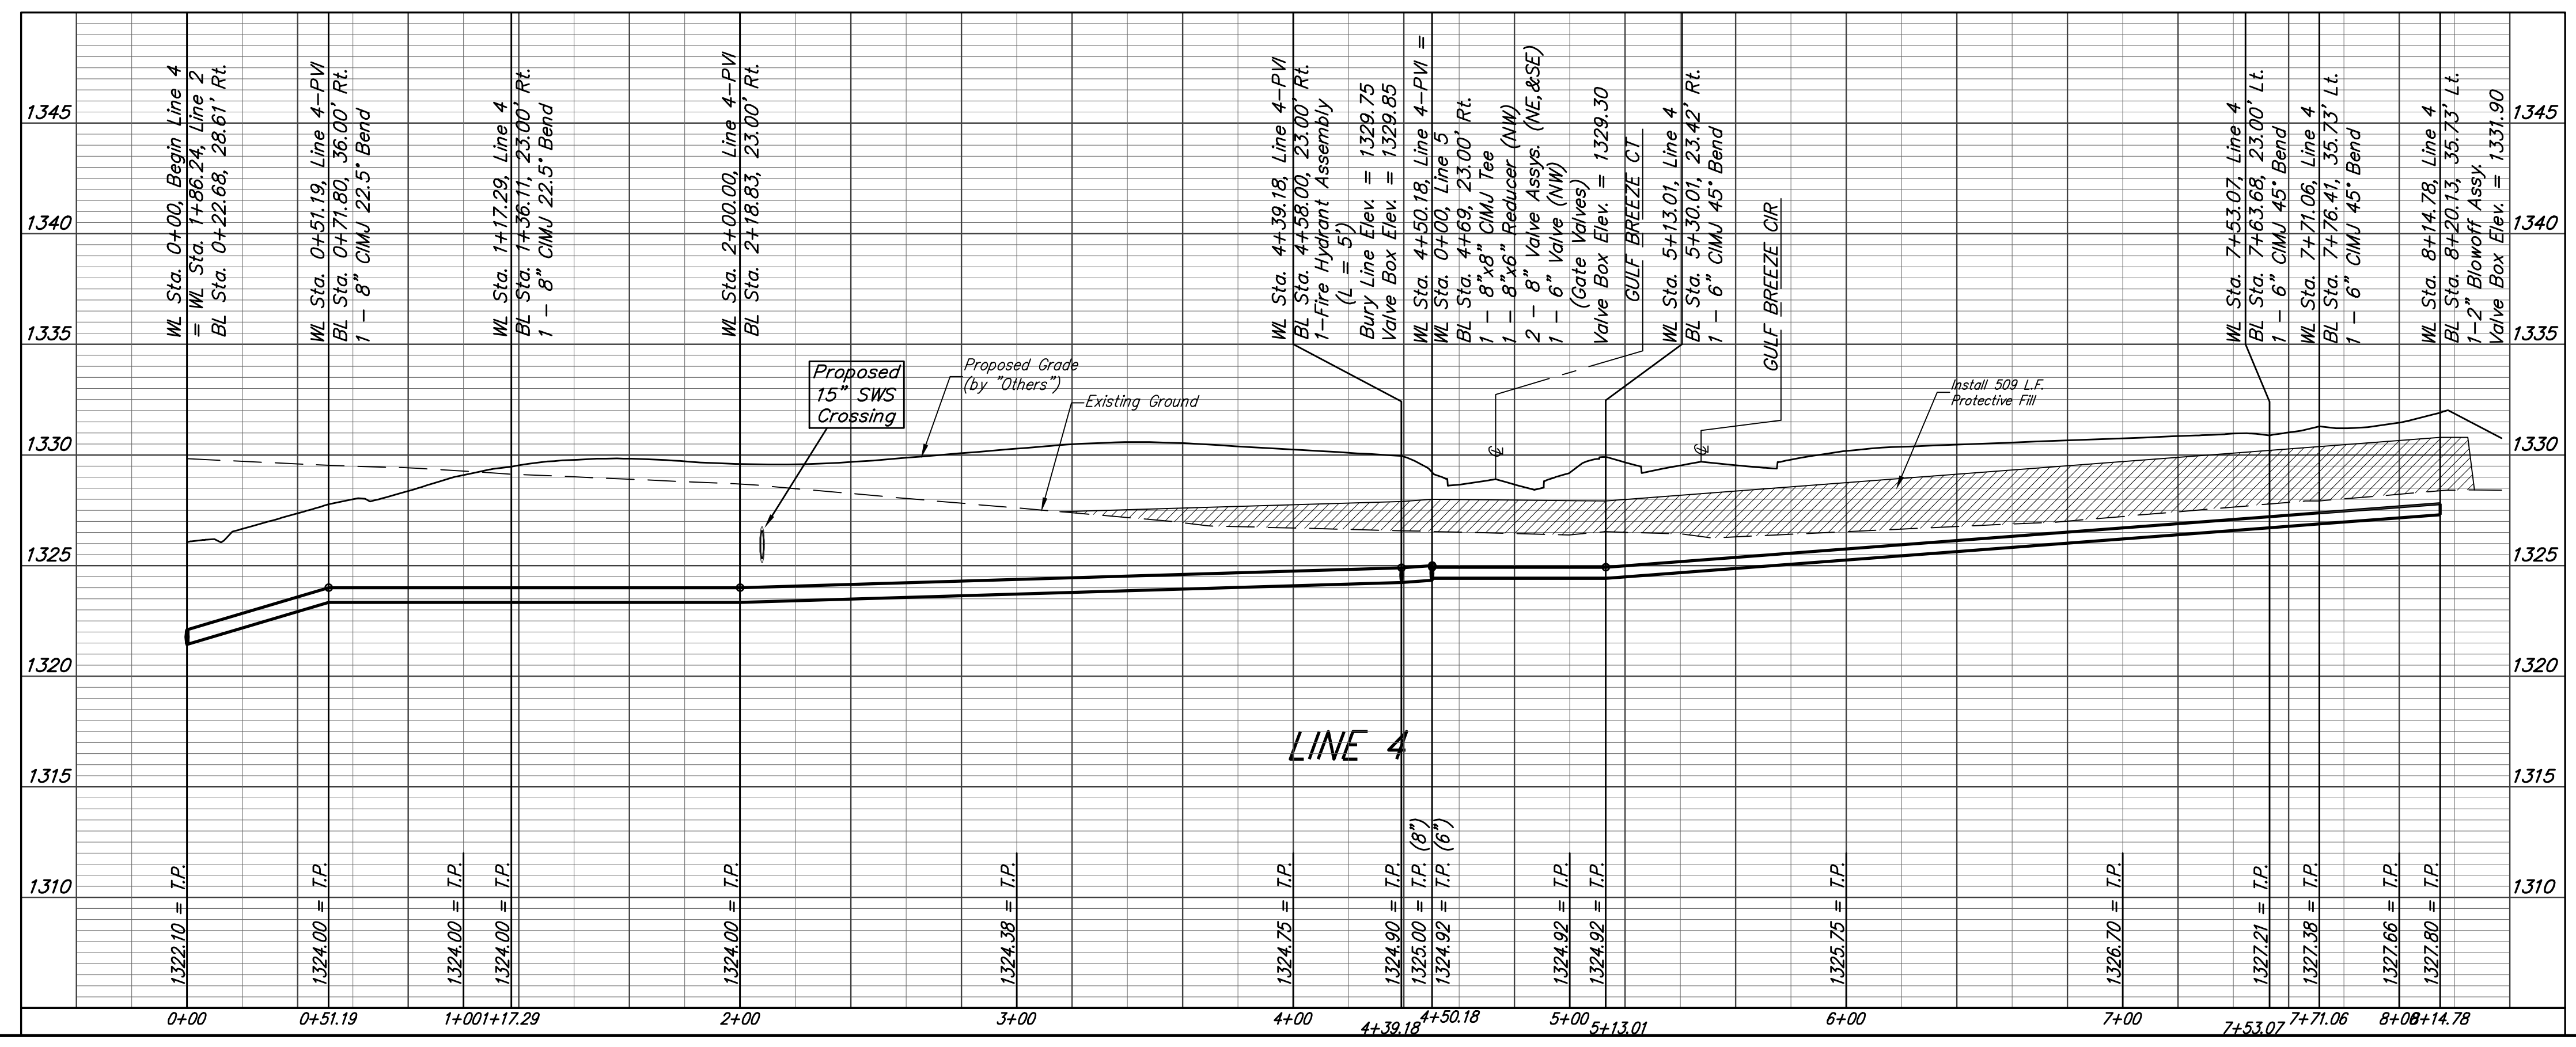 1345
1340
1335
1330
1325
1320
1315
1310
WL Sta. 0+00, Begin Line 4
= WL Sta. 1+86.24, Line 2
BL Sta. 0+22.68, 28.61' Rt.
WL Sta. 0+51.19, Line 4-PVI
BL Sta. 0+71.80, 36.00' Rt.
1 - 8" CIMJ 22.5° Bend
WL Sta. 1+17.29, Line 4
BL Sta. 1+36.11, 23.00' Rt.
1 - 8" CIMJ 22.5° Bend
WL Sta. 2+00.00, Line 4-PVI
BL Sta. 2+18.83, 23.00' Rt.
Proposed
15" SWS
Crossing
Proposed Grade
(by "Others")
Existing Ground
WL Sta. 4+39.18, Line 4-PVI
BL Sta. 4+58.00, 23.00' Rt.
1-Fire Hydrant Assembly
(L = 5')
Bury Line Elev. = 1329.75
Valve Box Elev. = 1329.85
WL Sta. 4+50.18, Line 4-PVI =
WL Sta. 0+00, Line 5
BL Sta. 4+69, 23.00' Rt.
1 - 8"x8" CIMJ Tee
1 - 8"x6" Reducer (NW)
2 - 8" Valve Assys. (NE,&SE)
1 - 6" Valve (NW)
(Gate Valves)
Valve Box Elev. = 1329.30
GULF BREEZE CT
WL Sta. 5+13.01, Line 4
BL Sta. 5+30.01, 23.42' Rt.
1 - 6" CIMJ 45° Bend
GULF BREEZE CIR
Install 509 L.F.
Protective Fill
WL Sta. 7+53.07, Line 4
BL Sta. 7+63.68, 23.00' Lt.
1 - 6" CIMJ 45° Bend
WL Sta. 7+71.06, Line 4
BL Sta. 7+76.41, 35.73' Lt.
1 - 6" CIMJ 45° Bend
WL Sta. 8+14.78, Line 4
BL Sta. 8+20.13, 35.73' Lt.
1-2" Blowoff Assy.
Valve Box Elev. = 1331.90
1345
1340
1335
1330
1325
1320
1315
1310
LINE 4
1322.10 = T.P.
1324.00 = T.P.
1324.00 = T.P.
1324.00 = T.P.
1324.00 = T.P.
1324.38 = T.P.
1324.75 = T.P.
1324.90 = T.P.
1325.00 = T.P. (8")
1324.92 = T.P. (6")
1324.92 = T.P.
1324.92 = T.P.
1325.75 = T.P.
1326.70 = T.P.
1327.21 = T.P.
1327.38 = T.P.
1327.66 = T.P.
1327.80 = T.P.
0+00
0+51.19
1+00
1+17.29
2+00
3+00
4+00
4+39.18
4+50.18
5+00
5+13.01
6+00
7+00
7+53.07
7+71.06
8+00
8+14.78